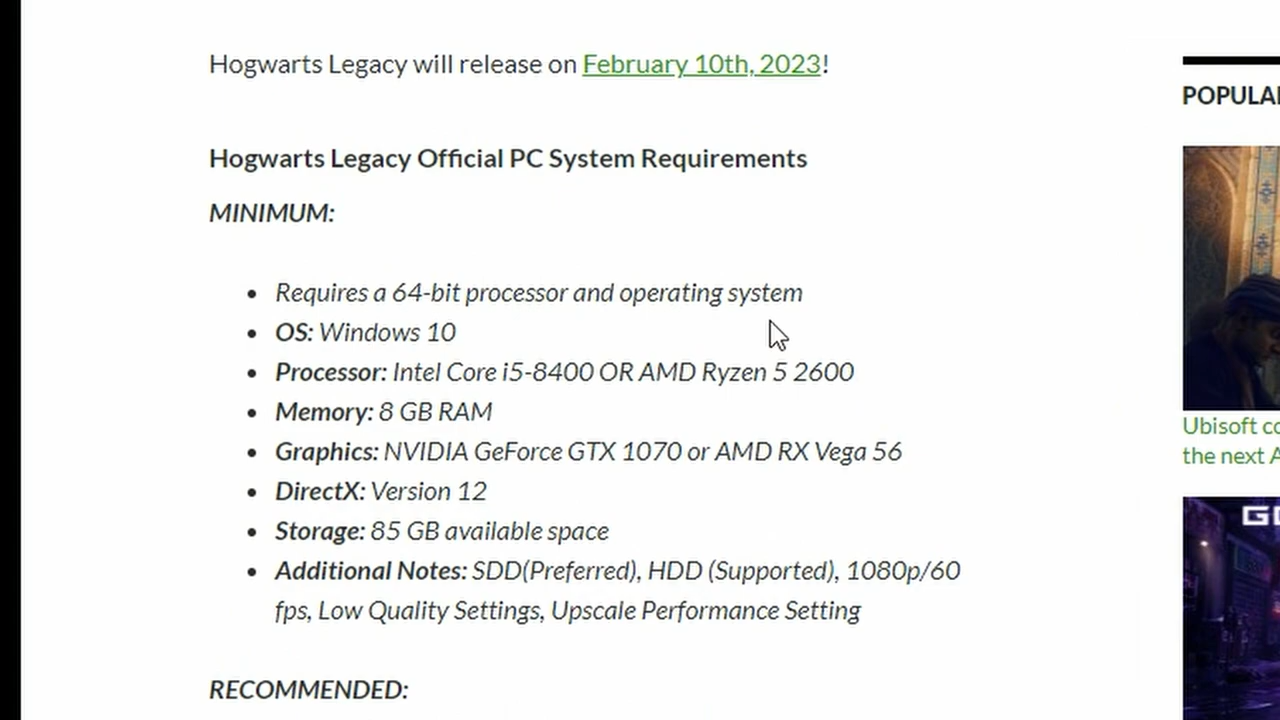 Hogwarts Legacy will release on February 10th, 2023!
POPULA
Hogwarts Legacy Official PC System Requirements
MINIMUM:
• Requires a 64-bit processor and operating system
• OS: Windows 10
• Processor: Intel Core i5-8400 OR AMD Ryzen 5 2600
• Memory: 8 GB RAM
• Graphics: NVIDIA GeForce GTX 1070 or AMD RX Vega 56
• DirectX: Version 12
• Storage: 85 GB available space
• Additional Notes: SDD(Preferred), HDD (Supported), 1080p/60
fps, Low Quality Settings, Upscale Performance Setting
RECOMMENDED:
Ubisoft co
the next A